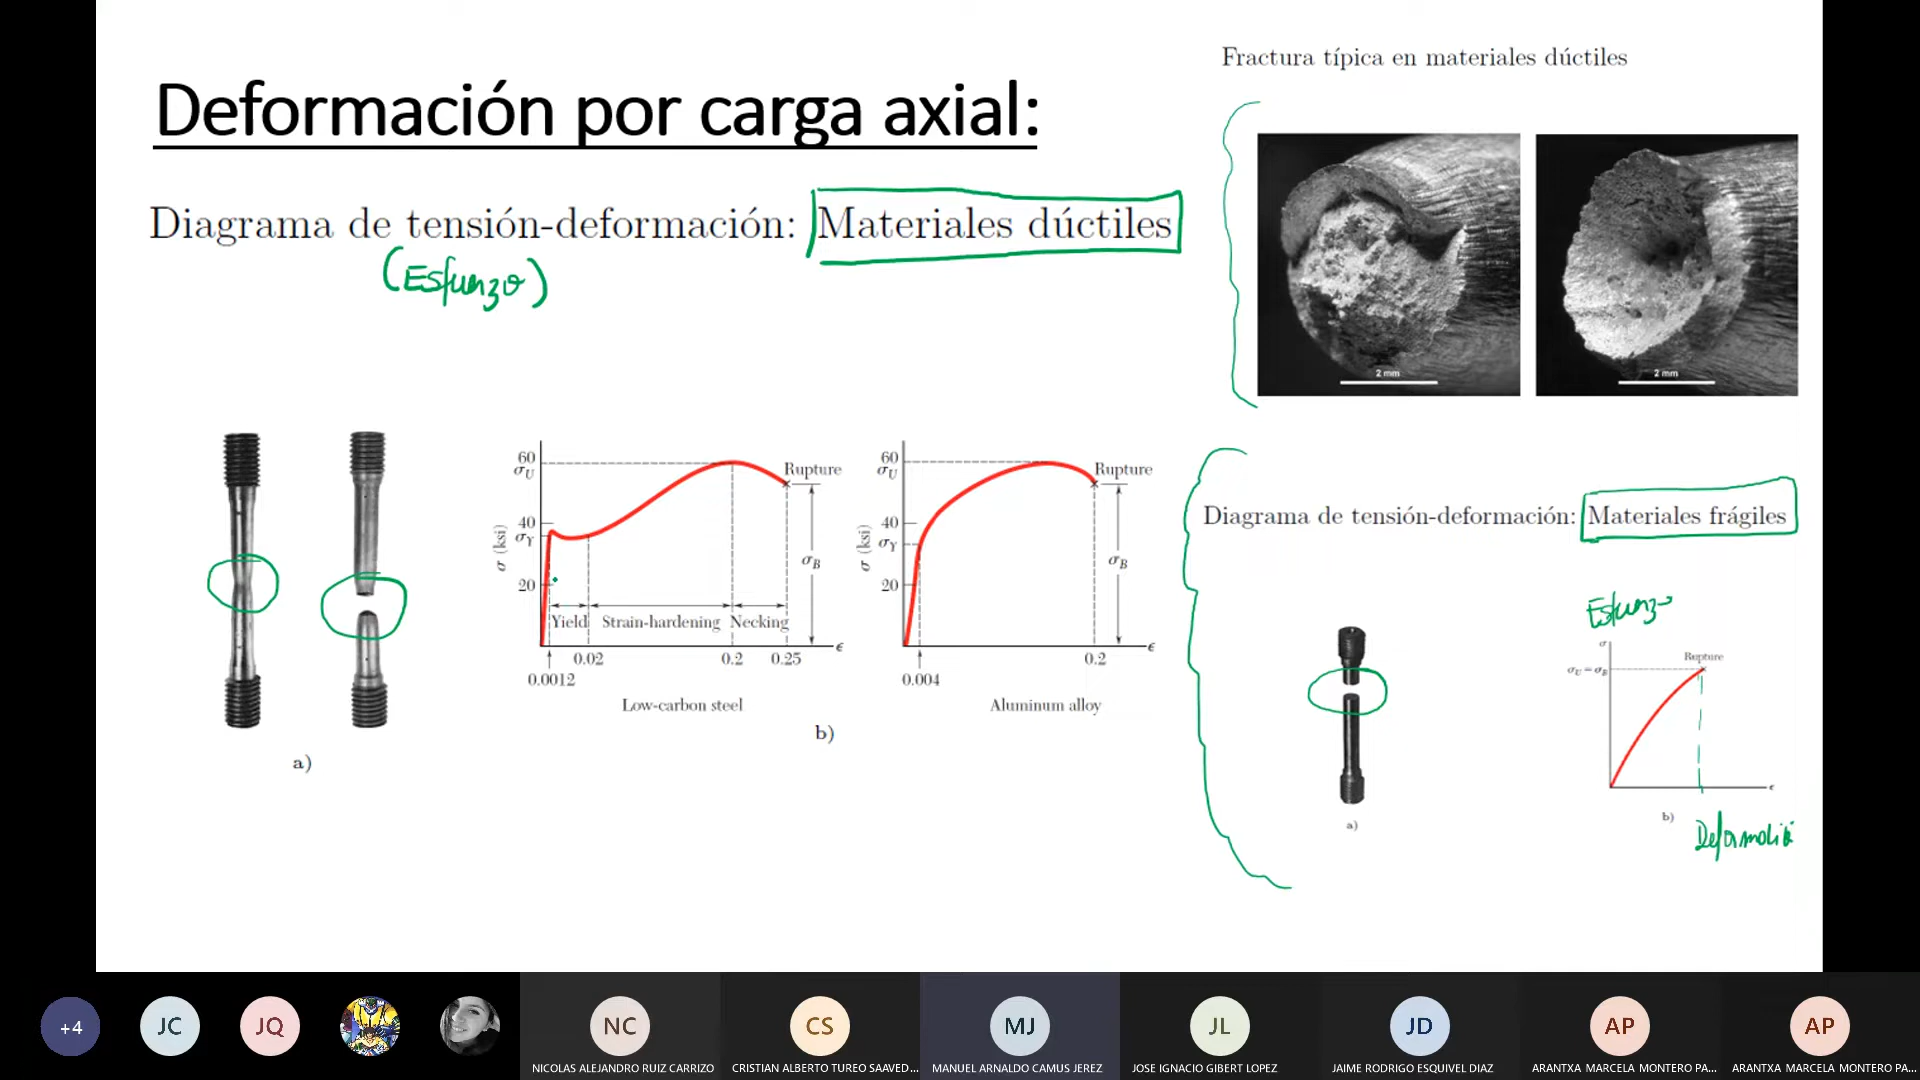 Deformación por carga axial:
Diagrama de tensión-deformación: Materiales dúctiles
(Esfuerzo)
Fractura típica en materiales dúctiles
2 mm
2 mm
a)
60
σU
40
σY
20
σ (ksi)
Rupture
σB
Yield Strain-hardening Necking
ϵ
0.02 0.2 0.25
0.0012
Low-carbon steel
60
σU
40
σY
20
σ (ksi)
Rupture
σB
ϵ
0.2
0.004
Aluminum alloy
b)
Diagrama de tensión-deformación: Materiales frágiles
Esfuerzo
σ
Rupture
σU = σB
ϵ
a)
b)
+4
JC
JQ
NC
NICOLAS ALEJANDRO RUIZ CARRIZO
CS
CRISTIAN ALBERTO TUREO SAAVED...
MJ
MANUEL ARNALDO CAMUS JEREZ
JL
JOSE IGNACIO GIBERT LOPEZ
JD
JAIME RODRIGO ESQUIVEL DIAZ
AP
ARANTXA MARCELA MONTERO PA...
AP
ARANTXA MARCELA MONTERO PA...